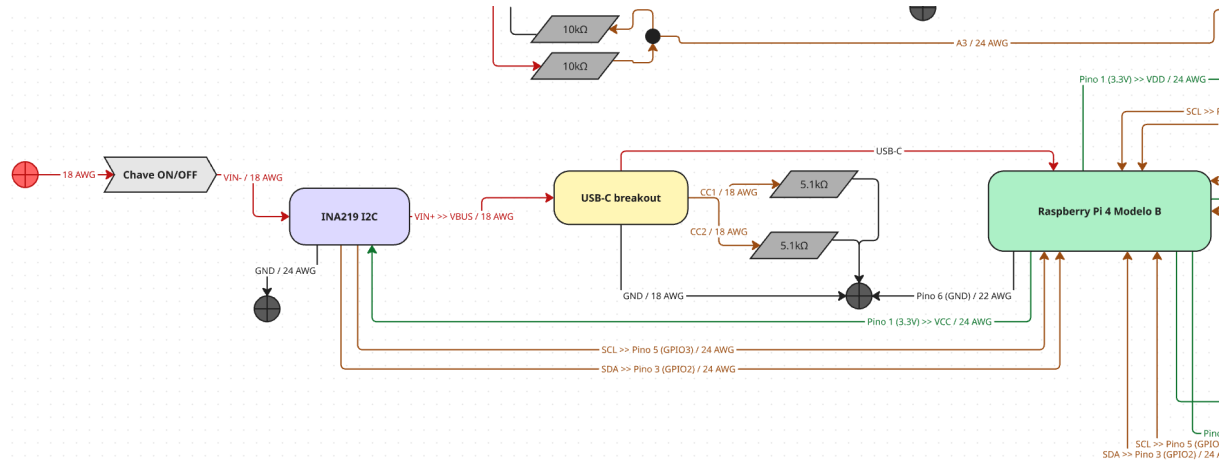 10kΩ
A3 / 24 AWG
10kΩ
Pino 1 (3.3V) >> VDD / 24 AWG
SCL >>
USB-C
18 AWG
Chave ON/OFF
VIN- / 18 AWG
5.1kΩ
CC1 / 18 AWG
USB-C breakout
INA219 I2C
VIN+ >> VBUS / 18 AWG
Raspberry Pi 4 Modelo B
CC2 / 18 AWG
5.1kΩ
GND / 24 AWG
GND / 18 AWG
Pino 6 (GND) / 22 AWG
Pino 1 (3.3V) >> VCC / 24 AWG
SCL >> Pino 5 (GPIO3) / 24 AWG
SDA >> Pino 3 (GPIO2) / 24 AWG
SCL >> Pino 5 (GPIO
SDA >> Pino 3 (GPIO2) / 24